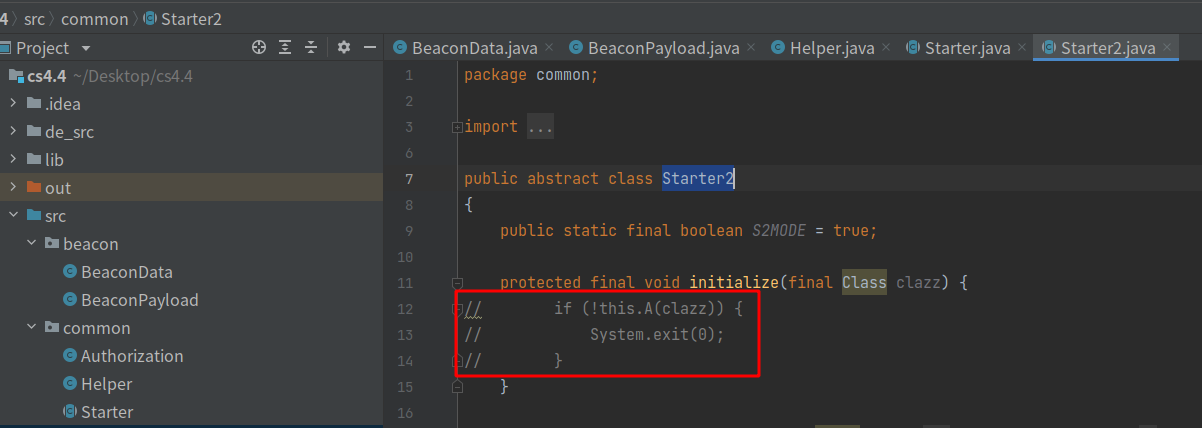 4 › src › common › Starter2
Project
BeaconData.java BeaconPayload.java Helper.java Starter.java Starter2.java
cs4.4 ~/Desktop/cs4.4
.idea
de_src
lib
out
src
beacon
BeaconData
BeaconPayload
common
Authorization
Helper
Starter
1 package common;
2
3 import ...
6
7 public abstract class Starter2
8 {
9 public static final boolean S2MODE = true;
10
11 protected final void initialize(final Class clazz) {
12 // if (!this.A(clazz)) {
13 // System.exit(0);
14 // }
15 }
16